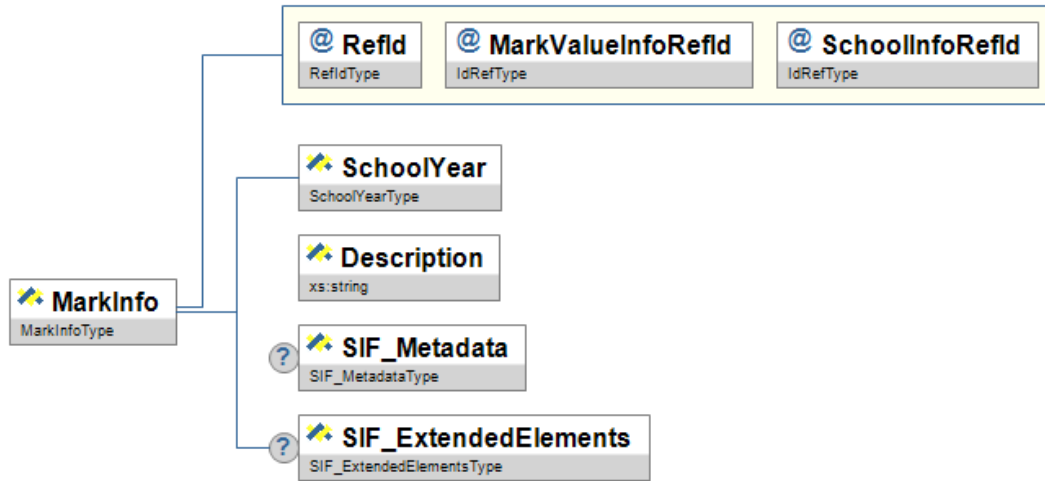 @ RefId
RefIdType
@ MarkValueInfoRefId
IdRefType
@ SchoolInfoRefId
IdRefType
SchoolYear
SchoolYearType
Description
xs:string
MarkInfo
MarkInfoType
? SIF_Metadata
SIF_MetadataType
? SIF_ExtendedElements
SIF_ExtendedElementsType